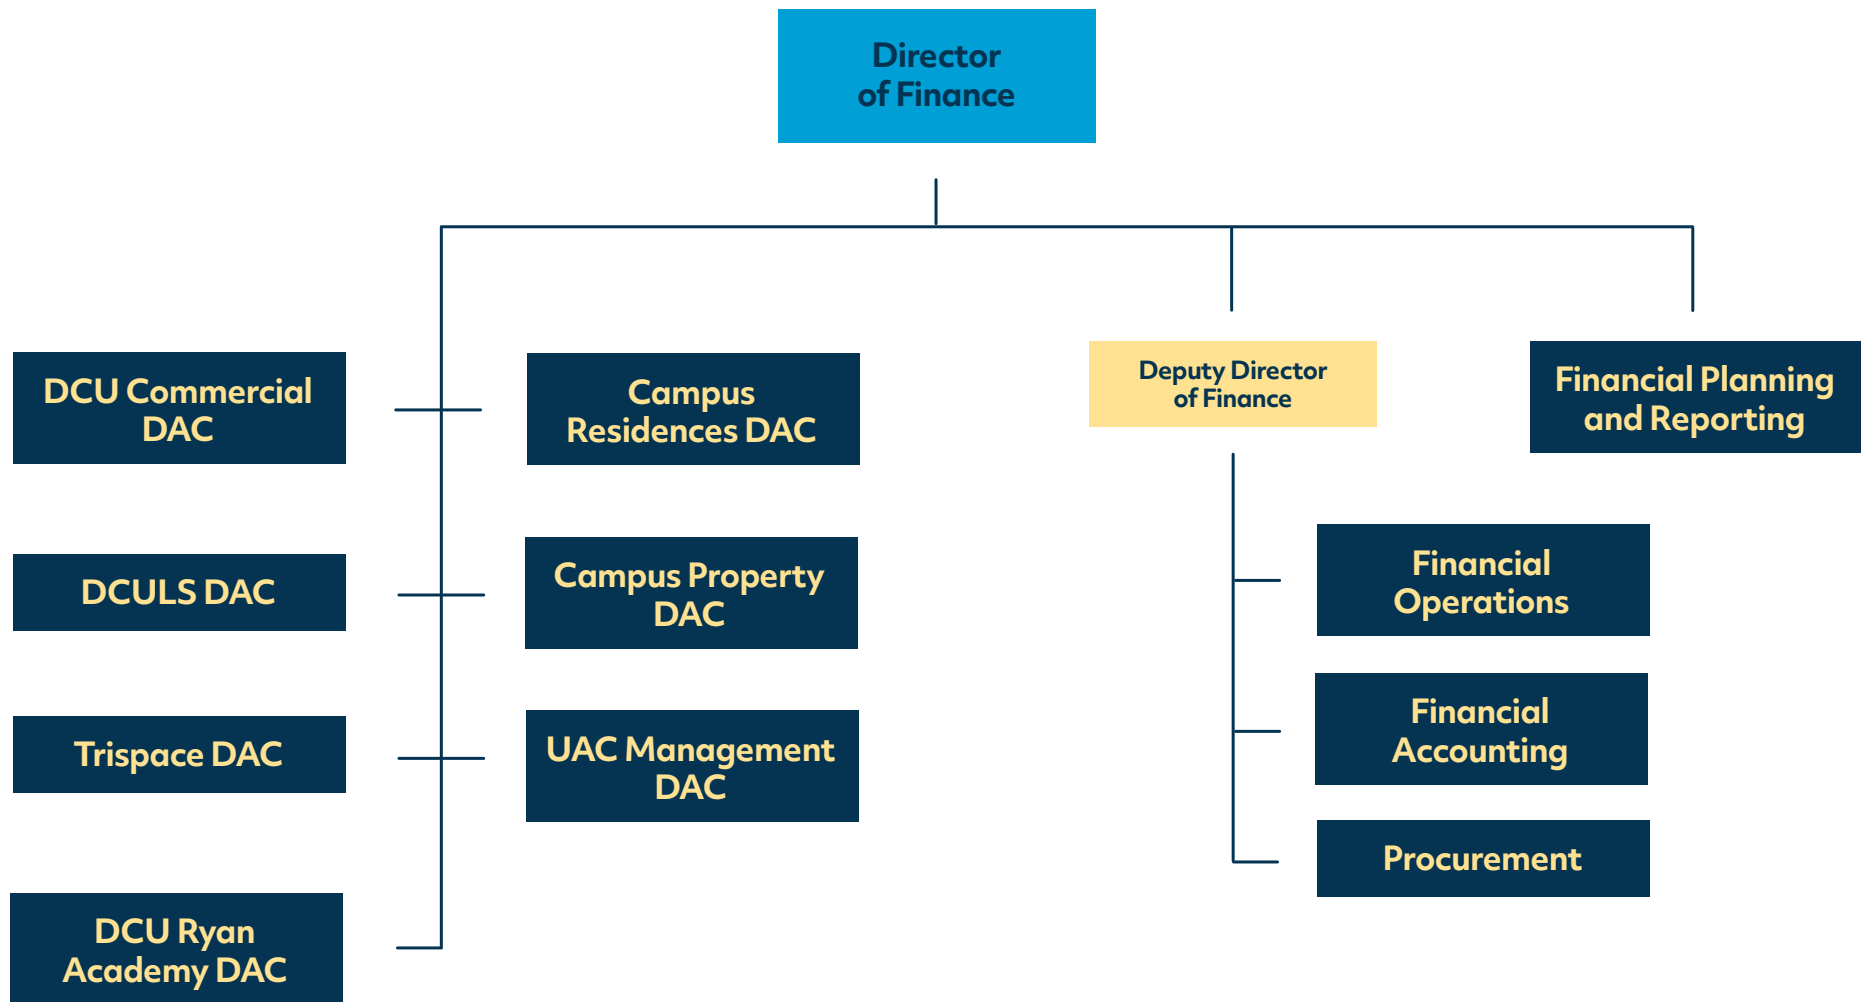 Director
of Finance
DCU Commercial
DAC
Campus
Residences DAC
Deputy Director
of Finance
Financial Planning
and Reporting
DCULS DAC
Campus Property
DAC
Financial
Operations
Trispace DAC
UAC Management
DAC
Financial
Accounting
Procurement
DCU Ryan
Academy DAC